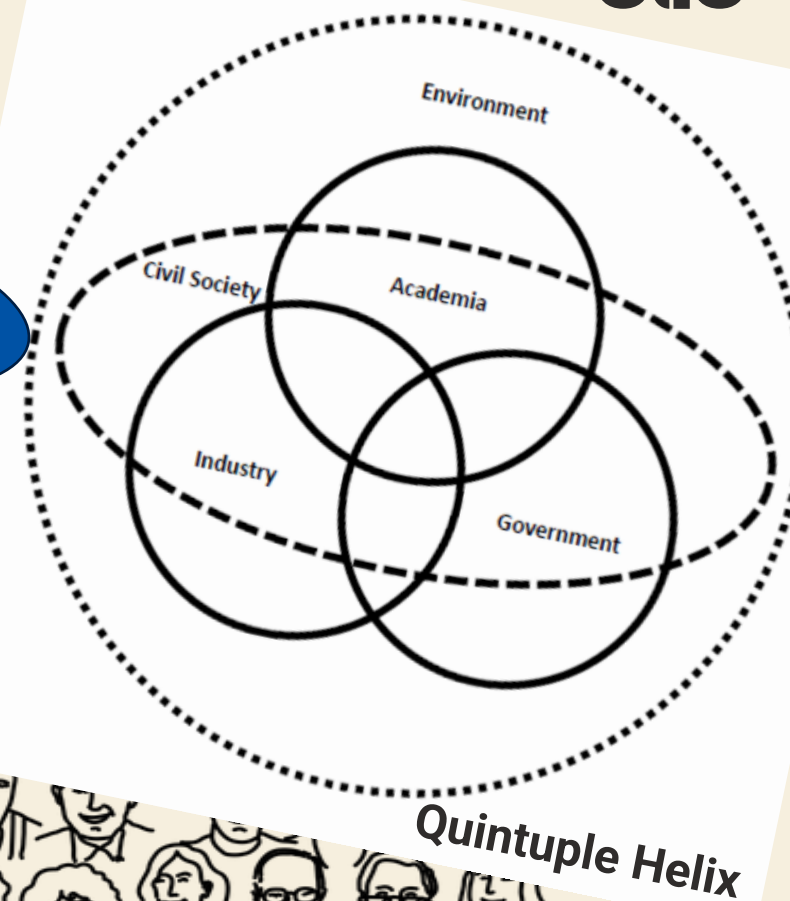 Environment
Civil Society
Academia
Industry
Government
Quintuple Helix